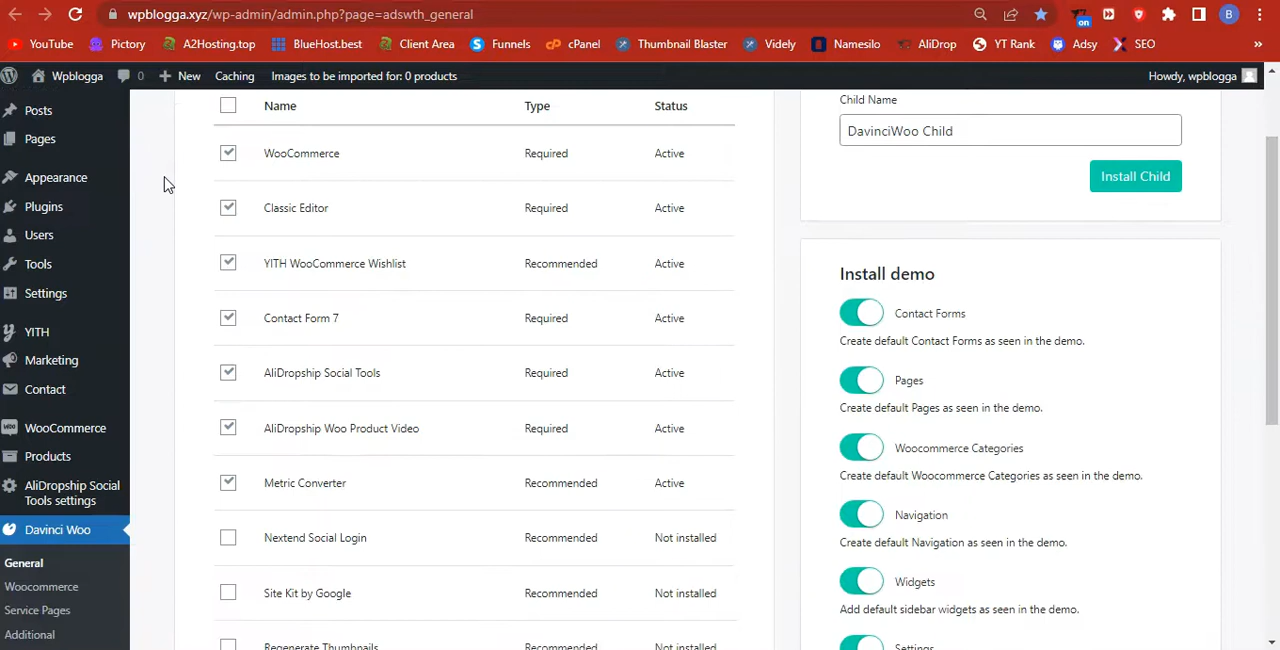 wpblogga.xyz/wp-admin/admin.php?page=adswth_general
B
YouTube Pictory A2Hosting.top BlueHost.best Client Area Funnels cPanel Thumbnail Blaster Videly Namesilo AliDrop YT Rank Adsy SEO »
on
Wpblogga 0 New Caching Images to be imported for: 0 products Howdy, wpblogga
Posts
Pages
Appearance
Plugins
Users
Tools
Settings
YITH
Marketing
Contact
WooCommerce
Products
AliDropship Social
Tools settings
Davinci Woo
General
Woocommerce
Service Pages
Additional
Name Type Status
WooCommerce Required Active
Classic Editor Required Active
YITH WooCommerce Wishlist Recommended Active
Contact Form 7 Required Active
AliDropship Social Tools Required Active
AliDropship Woo Product Video Required Active
Metric Converter Recommended Active
Nextend Social Login Recommended Not installed
Site Kit by Google Recommended Not installed
Regenerate Thumbnails Recommended Not installed
Child Name
DavinciWoo Child
Install Child
Install demo
Contact Forms
Create default Contact Forms as seen in the demo.
Pages
Create default Pages as seen in the demo.
Woocommerce Categories
Create default Woocommerce Categories as seen in the demo.
Navigation
Create default Navigation as seen in the demo.
Widgets
Add default sidebar widgets as seen in the demo.
Settings